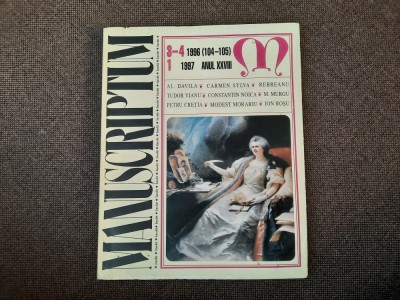 MANUSCRIPTUM
3-4 1996 (104-105)
1 1997 ANUL XXVIII
M
AL. DAVILA CARMEN SYLVA REBREANU
TUDOR VIANU CONSTANTIN NOICA M. MURGU
PETRU CREȚIA MODEST MORARIU ION ROSU